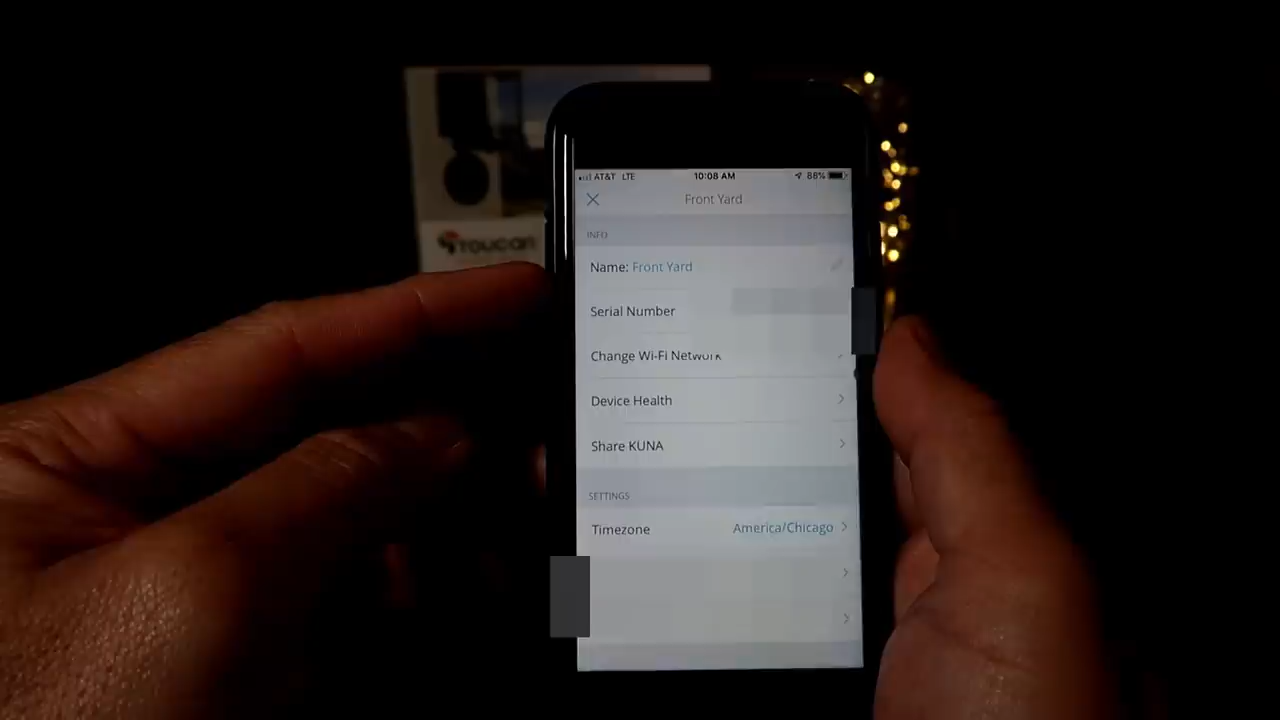 Toucan
AT&T LTE 10:08 AM 88%
Front Yard
INFO
Name: Front Yard
Serial Number
Change Wi-Fi Network
Device Health
Share KUNA
SETTINGS
Timezone America/Chicago